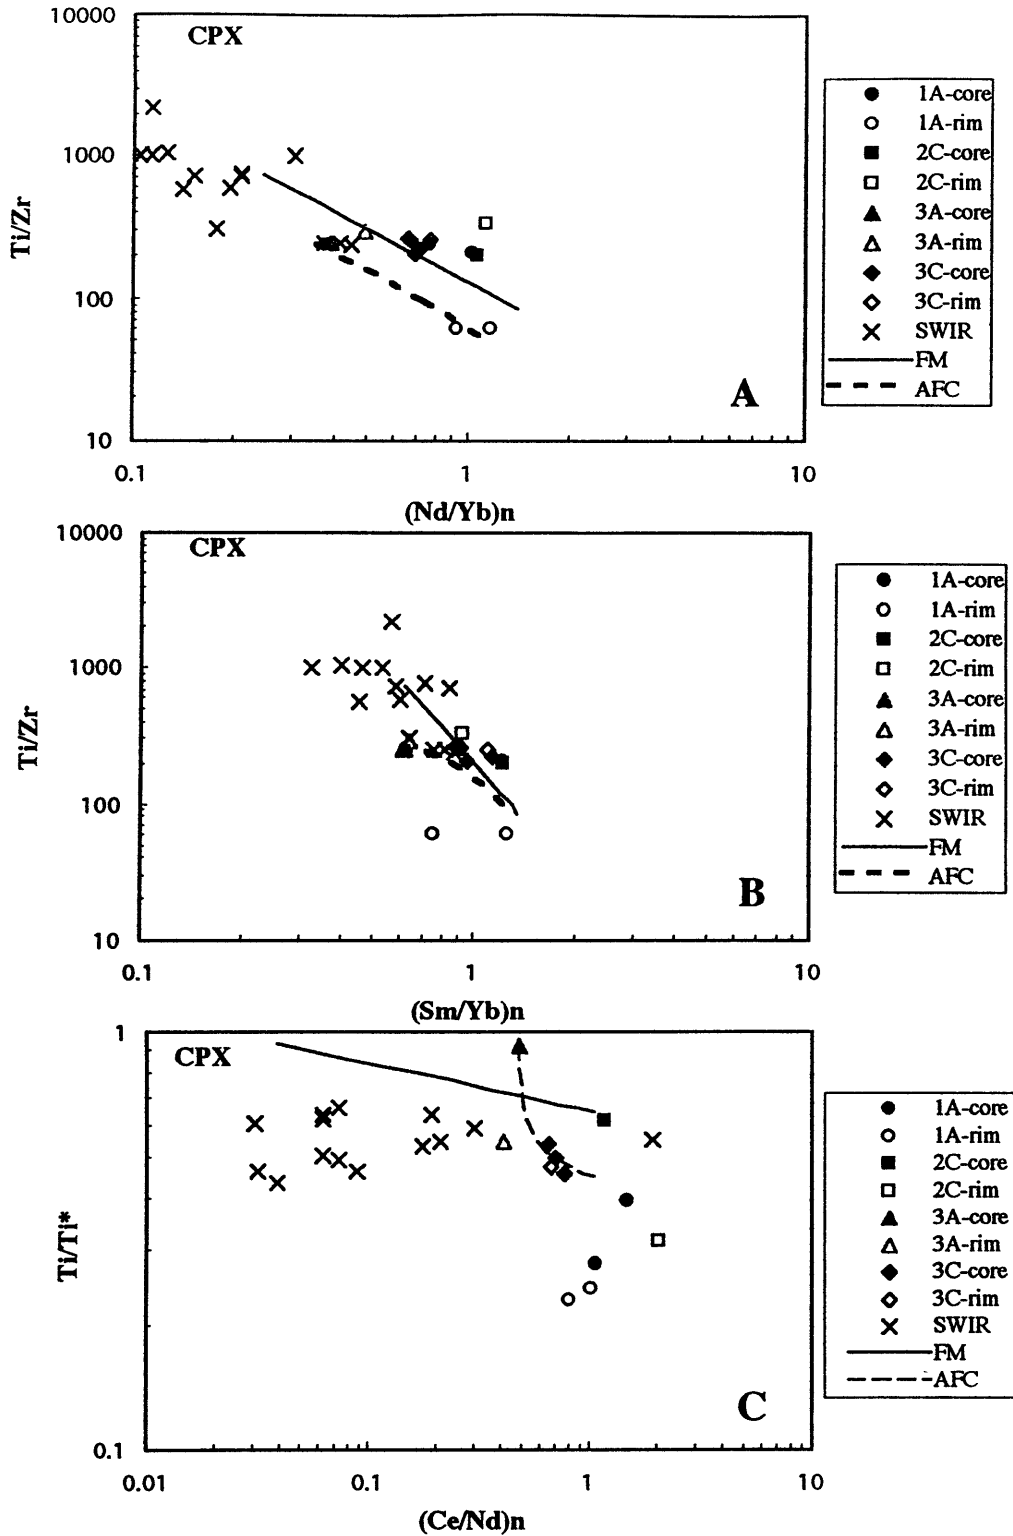 10000
CPX
1000
100
10
Ti/Zr
0.1
1
10
(Nd/Yb)n
A
1A-core
1A-rim
2C-core
2C-rim
3A-core
3A-rim
3C-core
3C-rim
SWIR
FM
AFC
10000
CPX
1000
100
10
Ti/Zr
0.1
1
10
(Sm/Yb)n
B
1A-core
1A-rim
2C-core
2C-rim
3A-core
3A-rim
3C-core
3C-rim
SWIR
FM
AFC
1
CPX
0.1
Ti/Ti*
0.01
0.1
1
10
(Ce/Nd)n
C
1A-core
1A-rim
2C-core
2C-rim
3A-core
3A-rim
3C-core
3C-rim
SWIR
FM
AFC